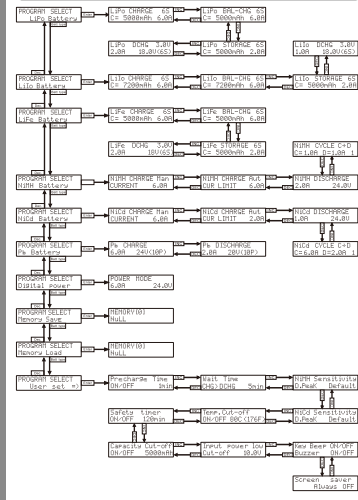 PROGRAM SELECT
LiPo Battery
LiPo CHARGE 6S
C= 5000mAh 6.0A
LiPo BAL-CHG 6S
C= 5000mAh 6.0A
LiPo DCHG 3.0V
2.0A 18.0V(6S)
LiPo STORAGE 6S
C= 5000mAh 2.0A
LiIo DCHG 3.0V
1.0A 18.0V(6S)
PROGRAM SELECT
LiIo Battery
LiIo CHARGE 6S
C= 7200mAh 6.0A
LiIo BAL-CHG 6S
C= 7200mAh 6.0A
LiIo STORAGE 6S
C= 5000mAh 2.0A
PROGRAM SELECT
LiFe Battery
LiFe CHARGE 6S
C= 5000mAh 6.0A
LiFe BAL-CHG 6S
C= 5000mAh 6.0A
LiFe DCHG 3.0V
2.0A 18V(6S)
LiFe STORAGE 6S
C= 5000mAh 2.0A
NiMH CYCLE C+D
C=1.0A D=1.0A 1
PROGRAM SELECT
NiMH Battery
NiMH CHARGE Man
CURRENT 6.0A
NiMH CHARGE Aut
CUR LIMIT 6.0A
NiMH DISCHARGE
2.0A 24.0V
PROGRAM SELECT
NiCd Battery
NiCd CHARGE Man
CURRENT 6.0A
NiCd CHARGE Aut
CUR LIMIT 2.0A
NiCd DISCHARGE
1.0A 24.0V
PROGRAM SELECT
Pb Battery
Pb CHARGE
6.0A 24V(10P)
Pb DISCHARGE
2.0A 20V(10P)
NiCd CYCLE C+D
C=6.0A D=2.0A 1
PROGRAM SELECT
Digital power
POWER MODE
6.0A 24.0V
PROGRAM SELECT
Memory Save
MEMORY[0]
NuLL
PROGRAM SELECT
Memory Load
MEMORY[0]
NuLL
PROGRAM SELECT
User set =>
Precharge Time
ON/OFF 1min
Wait Time
CHG>DCHG 5min
NiMH Sensitivity
D.PeaK Default
Safety timer
ON/OFF 120min
Temp.Cut-off
ON/OFF 80C(176F)
NiCd Sensitivity
D.PeaK Default
Capacity Cut-off
ON/OFF 5000mAh
Input power low
Cut-off 10.0V
Key Beep ON/OFF
Buzzer ON/OFF
Screen saver
Always OFF